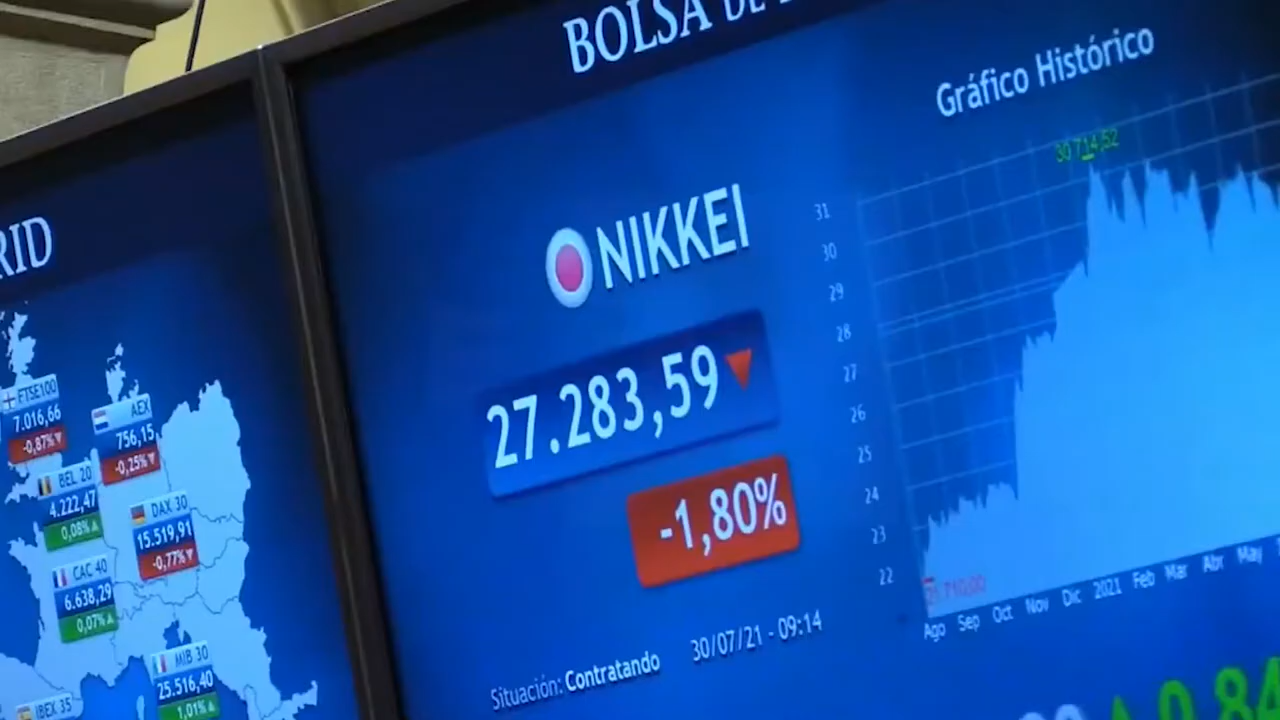 RID
FTSE100
7.016,66
-0,87%▼
AEX
756,15
-0,25%▼
BEL 20
4.222,47
0,08%▲
DAX 30
15.519,91
-0,77%▼
CAC 40
6.638,29
0,07%▲
MIB 30
25.516,40
1,01%▲
IBEX 35
BOLSA DE
NIKKEI
27.283,59▼
-1,80%
Situación: Contratando
30/07/21 - 09:14
Gráfico Histórico
30 714,52
31
30
29
28
27
26
25
24
23
22
Ago Sep Oct Nov Dic 2021 Feb Mar Abr May
0,84